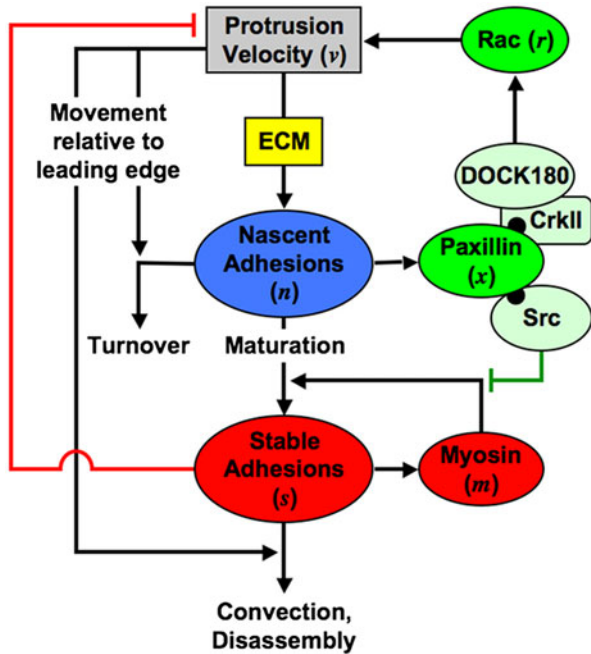 Protrusion
Velocity (v)
Rac (r)
Movement
relative to
leading edge
ECM
DOCK180
CrkII
Nascent
Adhesions
(n)
Paxillin
(x)
Src
Turnover
Maturation
Stable
Adhesions
(s)
Myosin
(m)
Convection,
Disassembly